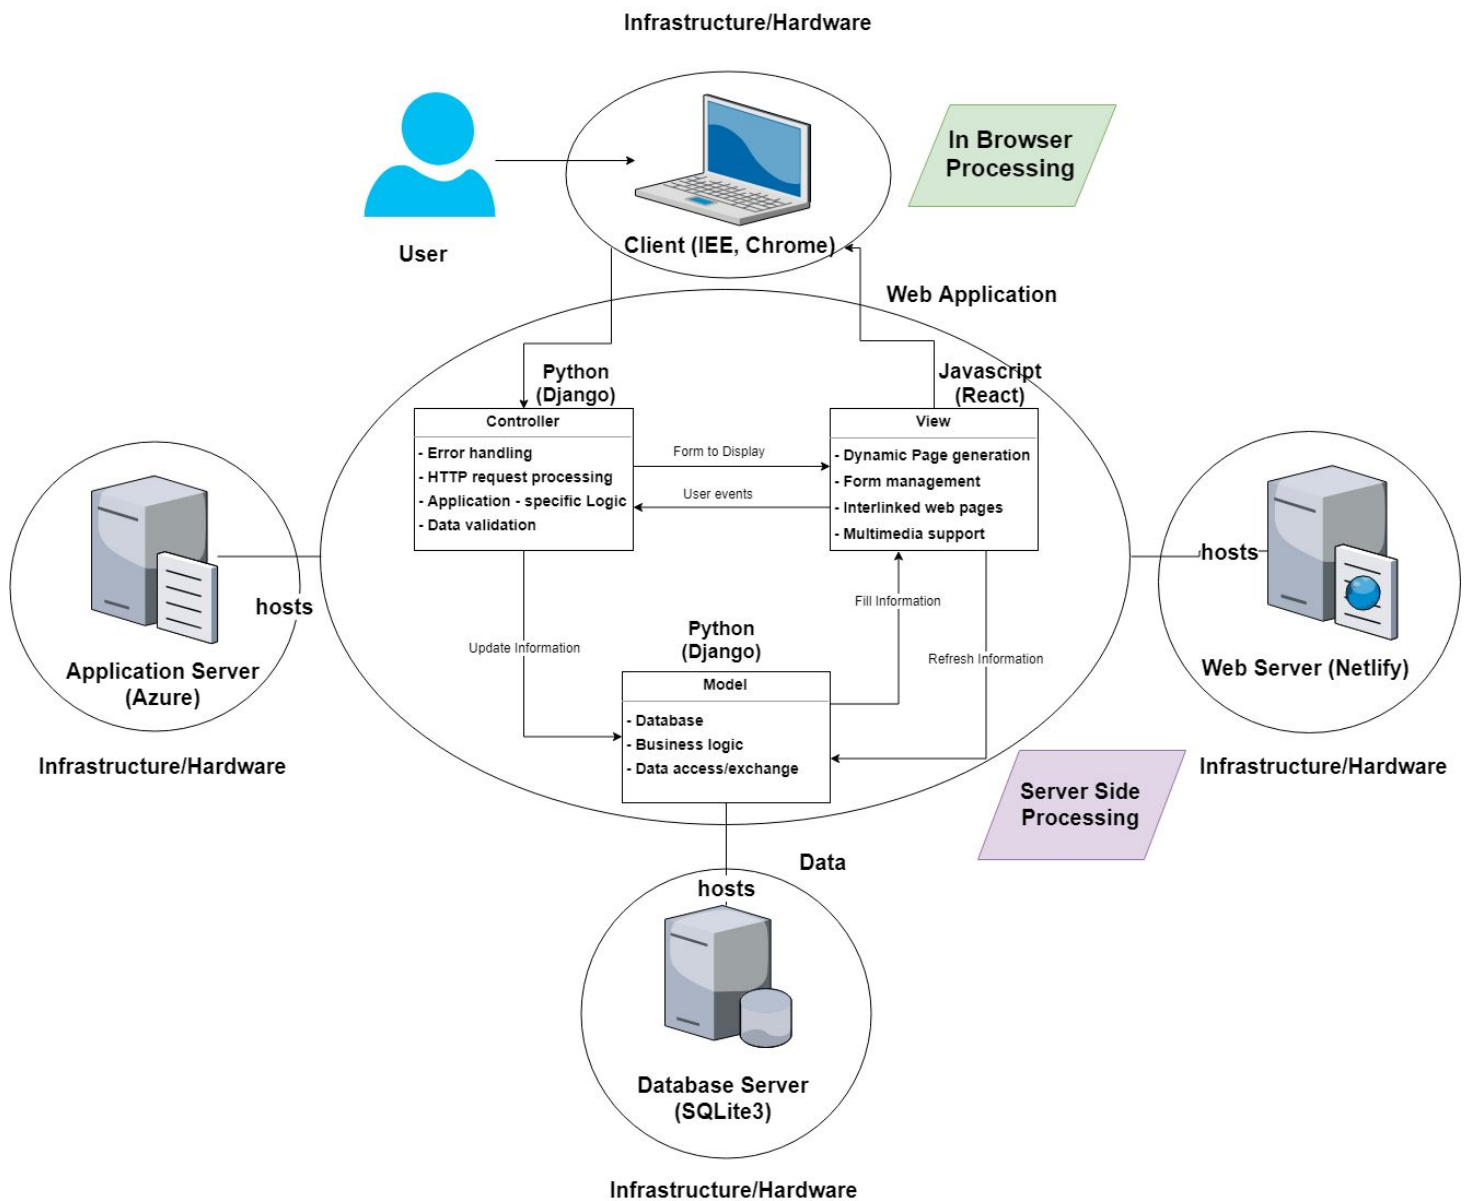 Infrastructure/Hardware
In Browser
Processing
User
Client (IEE, Chrome)
Web Application
Python
(Django)
Javascript
(React)
Controller
- Error handling
- HTTP request processing
- Application - specific Logic
- Data validation
Form to Display
User events
View
- Dynamic Page generation
- Form management
- Interlinked web pages
- Multimedia support
hosts
Application Server
(Azure)
Infrastructure/Hardware
hosts
Web Server (Netlify)
Infrastructure/Hardware
Update Information
Fill Information
Refresh Information
Python
(Django)
Model
- Database
- Business logic
- Data access/exchange
Server Side
Processing
Data
hosts
Database Server
(SQLite3)
Infrastructure/Hardware